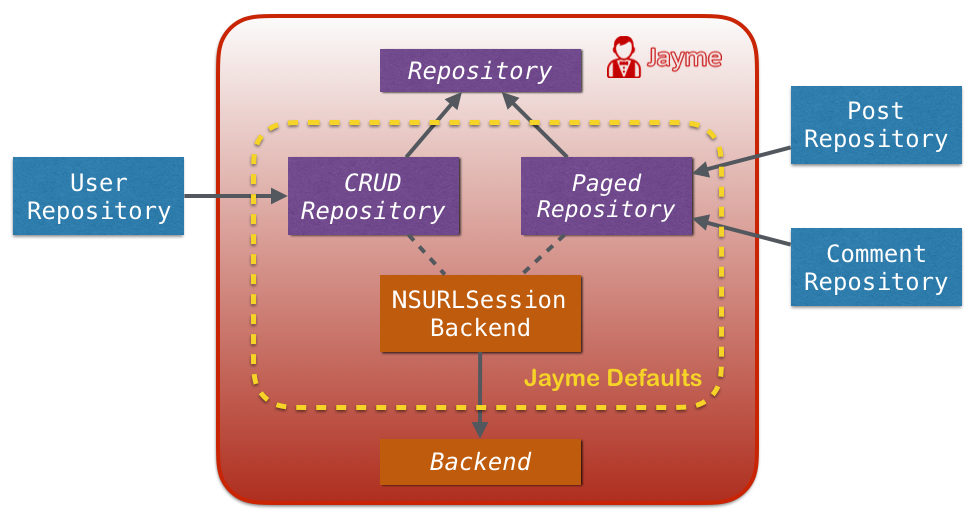 Repository
Jayme
Post
Repository
User
Repository
CRUD
Repository
Paged
Repository
Comment
Repository
NSURLSession
Backend
Jayme Defaults
Backend